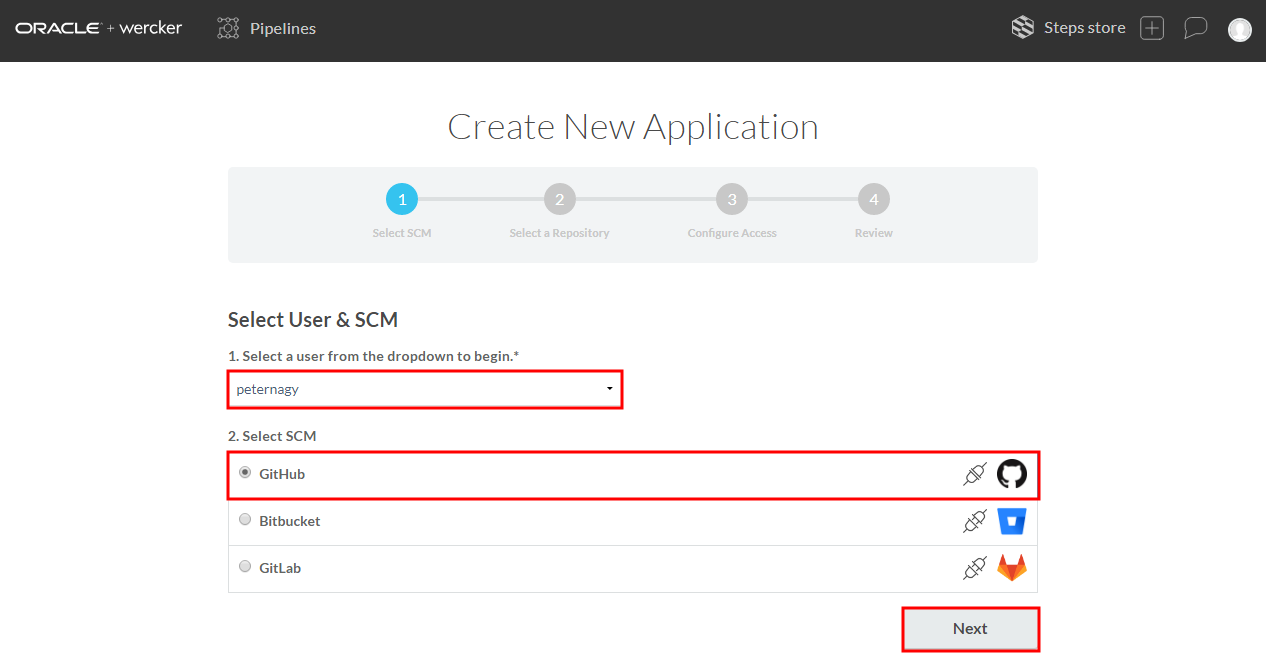 ORACLE + wercker Pipelines Steps store
Create New Application
1 2 3 4
Select SCM Select a Repository Configure Access Review
Select User & SCM
1. Select a user from the dropdown to begin.*
peternagy
2. Select SCM
GitHub
Bitbucket
GitLab
Next